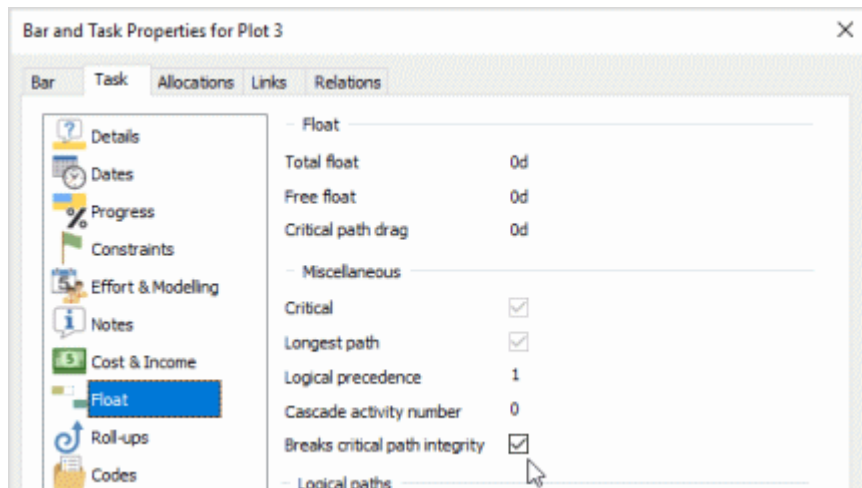 Bar and Task Properties for Plot 3
Bar Task Allocations Links Relations
Details
Dates
Progress
Constraints
Effort & Modelling
Notes
Cost & Income
Float
Roll-ups
Codes
Float
Total float 0d
Free float 0d
Critical path drag 0d
Miscellaneous
Critical
Longest path
Logical precedence 1
Cascade activity number 0
Breaks critical path integrity
Logical paths